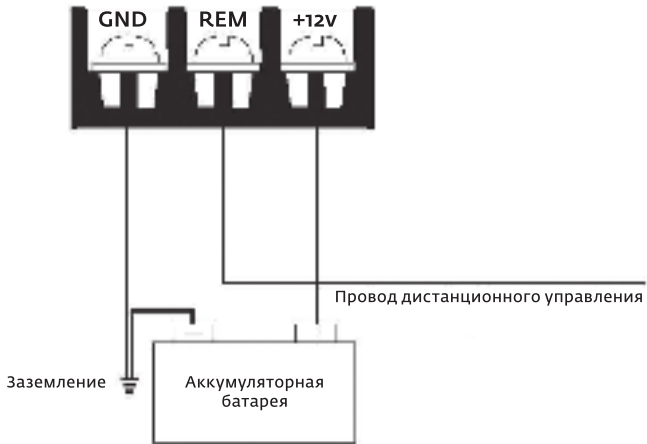 GND REM +12V
Провод дистанционного управления
Заземление
Аккумуляторная
батарея